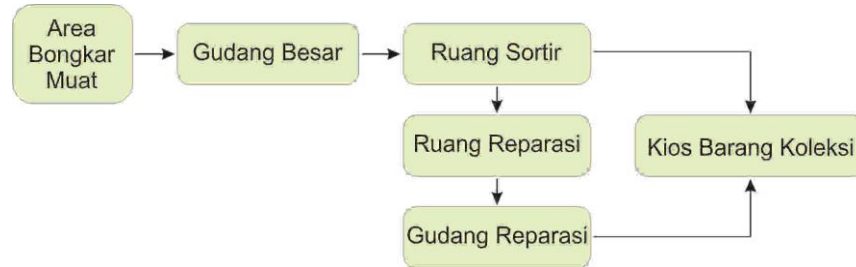 Area
Bongkar
Muat
Gudang Besar
Ruang Sortir
Ruang Reparasi
Kios Barang Koleksi
Gudang Reparasi